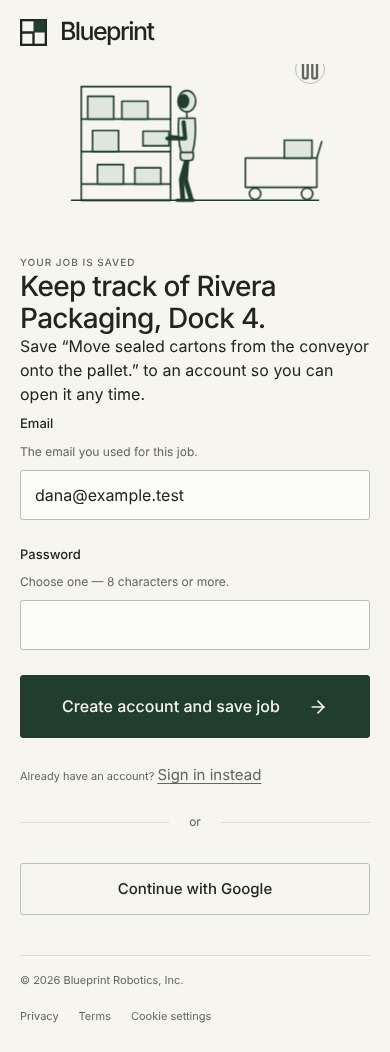 Blueprint
YOUR JOB IS SAVED
Keep track of Rivera
Packaging, Dock 4.
Save “Move sealed cartons from the conveyor
onto the pallet.” to an account so you can
open it any time.
Email
The email you used for this job.
dana@example.test
Password
Choose one — 8 characters or more.
Create account and save job
Already have an account? Sign in instead
or
Continue with Google
© 2026 Blueprint Robotics, Inc.
Privacy Terms Cookie settings